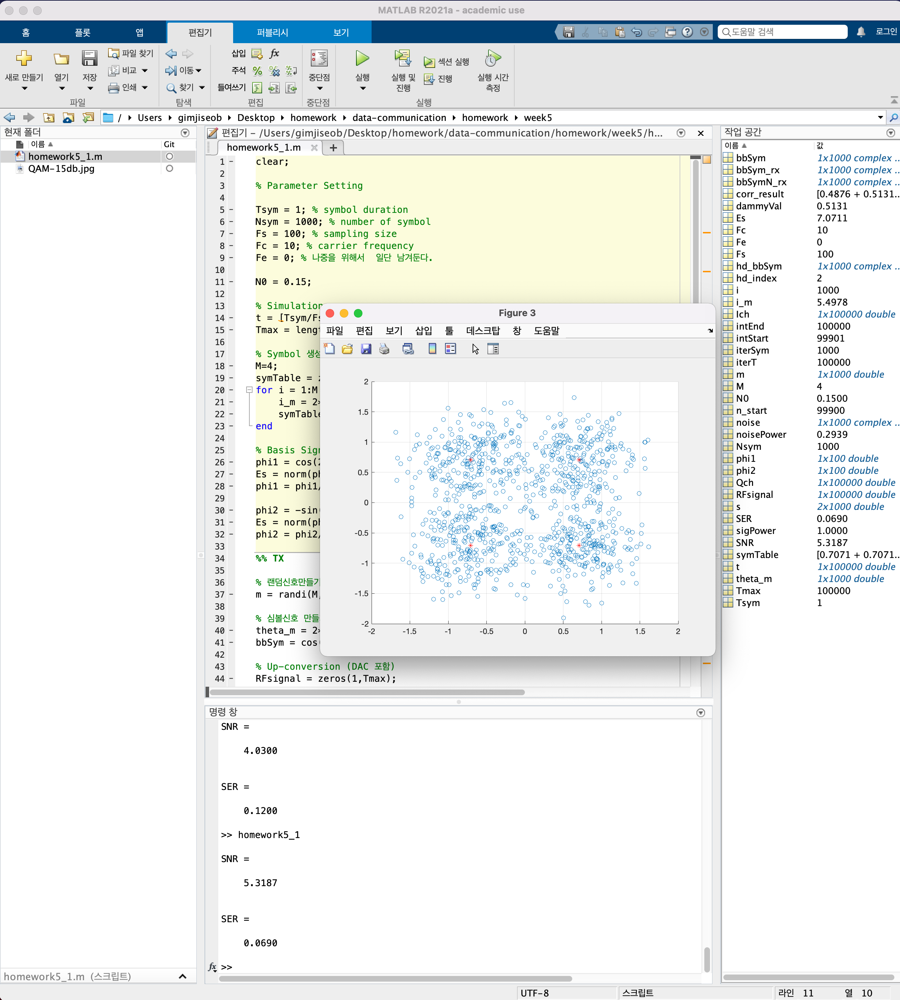 MATLAB R2021a - academic use
홈 플롯 앱 편집기 퍼블리시 보기
도움말 검색 로그인
새로 만들기 열기 저장
파일 찾기
비교
인쇄
파일
이동
찾기
탐색
삽입 fx
주석
들여쓰기
편집
중단점
중단점
실행
실행 및 진행
섹션 실행
진행
실행 시간 측정
실행
/ ▸ Users ▸ gimjiseob ▸ Desktop ▸ homework ▸ data-communication ▸ homework ▸ week5
현재 폴더
이름 ▲ Git
homework5_1.m
QAM-15db.jpg
homework5_1.m (스크립트)
편집기 – /Users/gimjiseob/Desktop/homework/data-communication/homework/week5/h...
homework5_1.m
1 – clear;
2
3 % Parameter Setting
4
5 – Tsym = 1; % symbol duration
6 – Nsym = 1000; % number of symbol
7 – Fs = 100; % sampling size
8 – Fc = 10; % carrier frequency
9 – Fe = 0; % 나중을 위해서  일단 남겨둔다.
10
11 – N0 = 0.15;
12
13 % Simulation
14 – t = [Tsym/Fs
15 – Tmax = lengt
16
17 % Symbol 생성
18 – M=4;
19 – symTable = z
20 – for i = 1:M
21 – i_m = 2*
22 – symTable
23 – end
24
25 % Basis Sign
26 – phi1 = cos(2
27 – Es = norm(ph
28 – phi1 = phi1/
29
30 – phi2 = -sin(
31 – Es = norm(ph
32 – phi2 = phi2/
33
34 %% TX
35
36 % 랜덤신호만들기
37 – m = randi(M,
38
39 % 심볼신호 만들
40 – theta_m = 2*
41 – bbSym = cos(
42
43 % Up-conversion (DAC 포함)
44 – RFsignal = zeros(1,Tmax);
Figure 3
파일 편집 보기 삽입 툴 데스크탑 창 도움말
2
1.5
1
0.5
0
-0.5
-1
-1.5
-2
-2 -1.5 -1 -0.5 0 0.5 1 1.5 2
명령 창
SNR =
4.0300
SER =
0.1200
>> homework5_1
SNR =
5.3187
SER =
0.0690
fx >>
작업 공간
이름 ▲ 값
bbSym 1x1000 complex ...
bbSym_rx 1x1000 complex ...
bbSymN_rx 1x1000 complex ...
corr_result [0.4876 + 0.5131...
dammyVal 0.5131
Es 7.0711
Fc 10
Fe 0
Fs 100
hd_bbSym 1x1000 complex ...
hd_index 2
i 1000
i_m 5.4978
Ich 1x100000 double
intEnd 100000
intStart 99901
iterSym 1000
iterT 100000
m 1x1000 double
M 4
N0 0.1500
n_start 99900
noise 1x1000 complex ...
noisePower 0.2939
Nsym 1000
phi1 1x100 double
phi2 1x100 double
Qch 1x100000 double
RFsignal 1x100000 double
s 2x1000 double
SER 0.0690
sigPower 1.0000
SNR 5.3187
symTable [0.7071 + 0.7071...
t 1x100000 double
theta_m 1x1000 double
Tmax 100000
Tsym 1
UTF-8 스크립트 라인 11 열 10